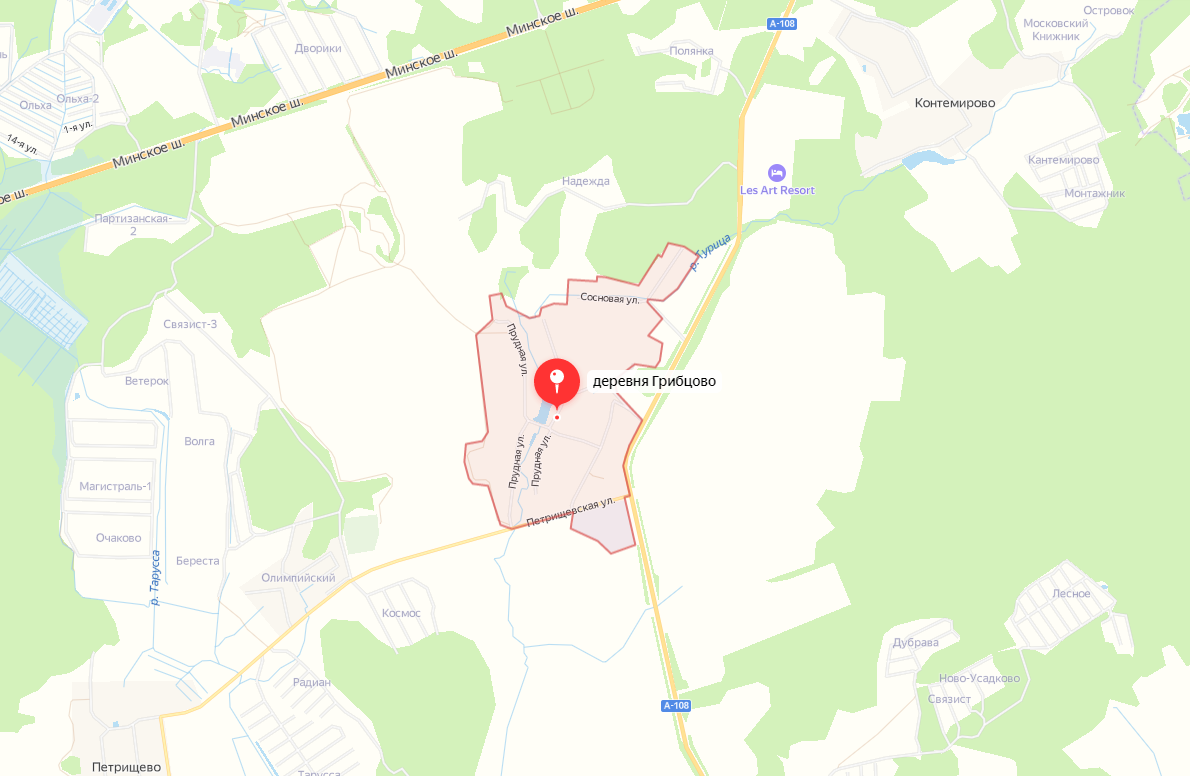 Островок
Минское ш.
А-108
Московский
Книжник
Дворики
Полянка
Минское ш.
Ольха
Ольха-2
Контемирово
Минское ш.
1-я ул.
14-я ул.
Минское ш.
Кантемирово
Надежда
Les Art Resort
Монтажник
ое ш.
Партизанская-
2
р. Турица
Сосновая ул.
Связист-3
Прудная ул.
Ветерок
деревня Грибцово
Волга
Прудная ул.
Прудная ул.
Магистраль-1
Петрищевская ул.
Очаково
Береста
р. Тарусса
Олимпийский
Лесное
Космос
Дубрава
Радиан
Ново-Усадково
Связист
А-108
Петрищево
Тарусса